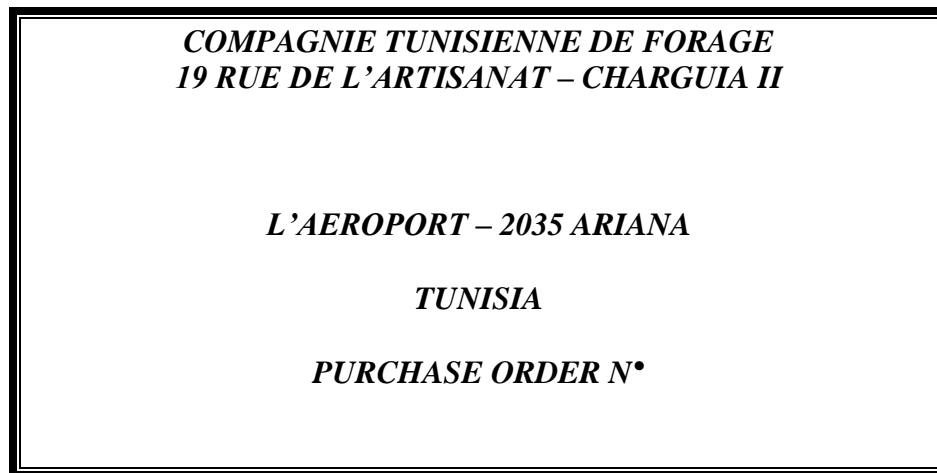 COMPAGNIE TUNISIENNE DE FORAGE
19 RUE DE L’ARTISANAT – CHARGUIA II
L’AEROPORT – 2035 ARIANA
TUNISIA
PURCHASE ORDER N•